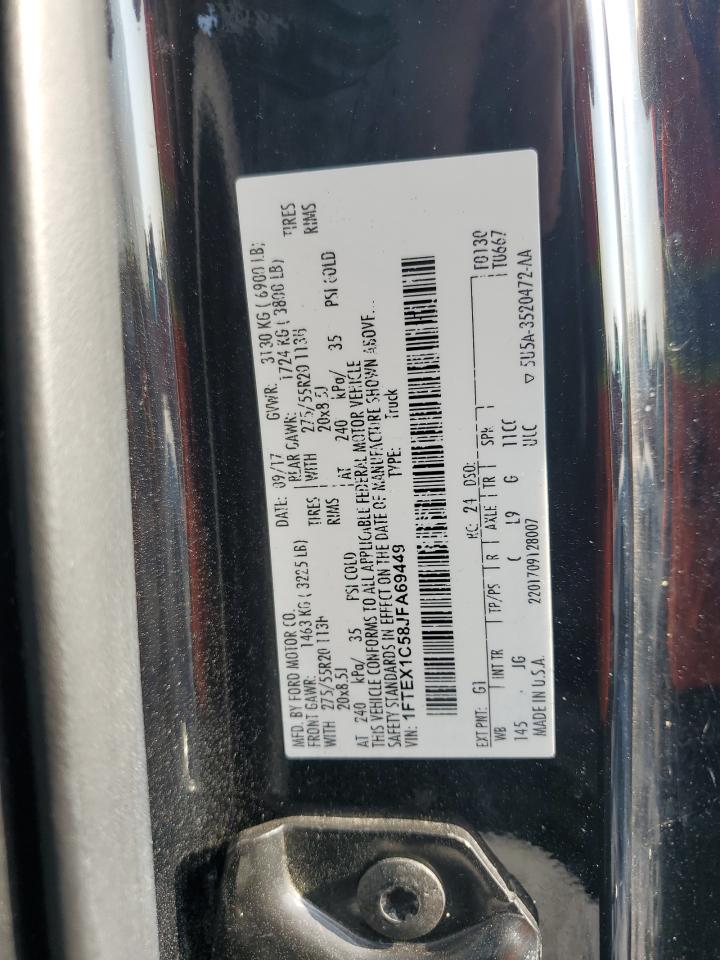 MFD. BY FORD MOTOR CO.
DATE: 09/17 GVWR: 3130 KG ( 6900 LB)
FRONT GAWR: 1463 KG ( 3225 LB)
REAR GAWR: 1724 KG ( 3800 LB)
WITH 275/55R20 113H TIRES
WITH 275/55R20 113H TIRES
20x8.5J RIMS
20x8.5J RIMS
AT 240 kPa/ 35 PSI COLD
AT 240 kPa/ 35 PSI COLD
THIS VEHICLE CONFORMS TO ALL APPLICABLE FEDERAL MOTOR VEHICLE
SAFETY STANDARDS IN EFFECT ON THE DATE OF MANUFACTURE SHOWN ABOVE...
VIN: 1FTEX1C58JFA69449
TYPE: Truck
F0130
TU667
EXT PNT: G1 RC: 24 DSO:
WB INT TR TP/PS R AXLE TR SPR
145 JG L9 G
ULC
MADE IN U.S.A. 2201709128007
▽ 5U5A-3520472-AA